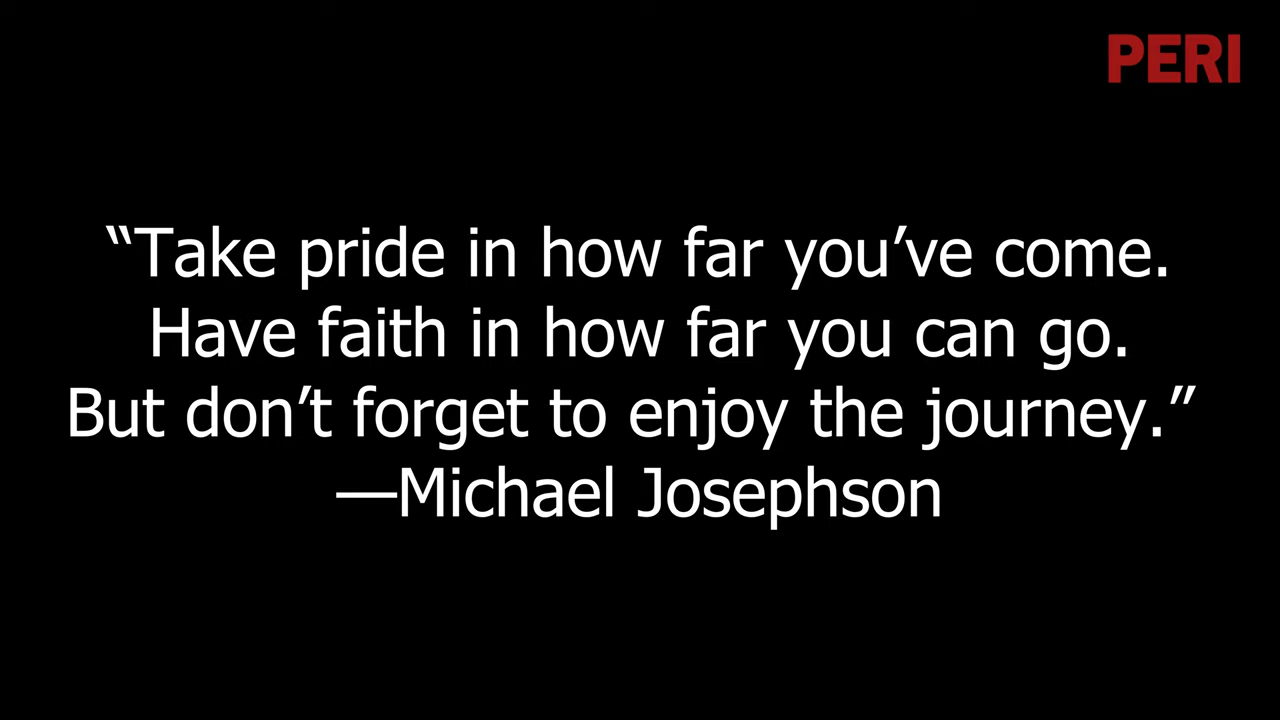 PERI
“Take pride in how far you’ve come.
Have faith in how far you can go.
But don’t forget to enjoy the journey.”
—Michael Josephson